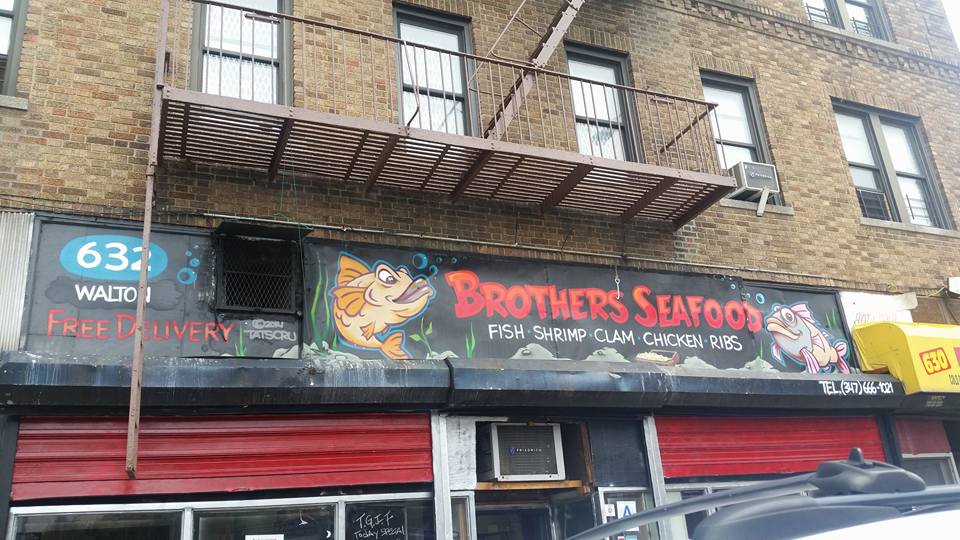 632
WALTON
FREE DELIVERY
©2014
TATSCRU
BROTHERS SEAFOOD
FISH · SHRIMP · CLAM · CHICKEN · RIBS
TEL. (347) 666-1021
630
FRIEDRICH
T.G.I.F
Today Special
A